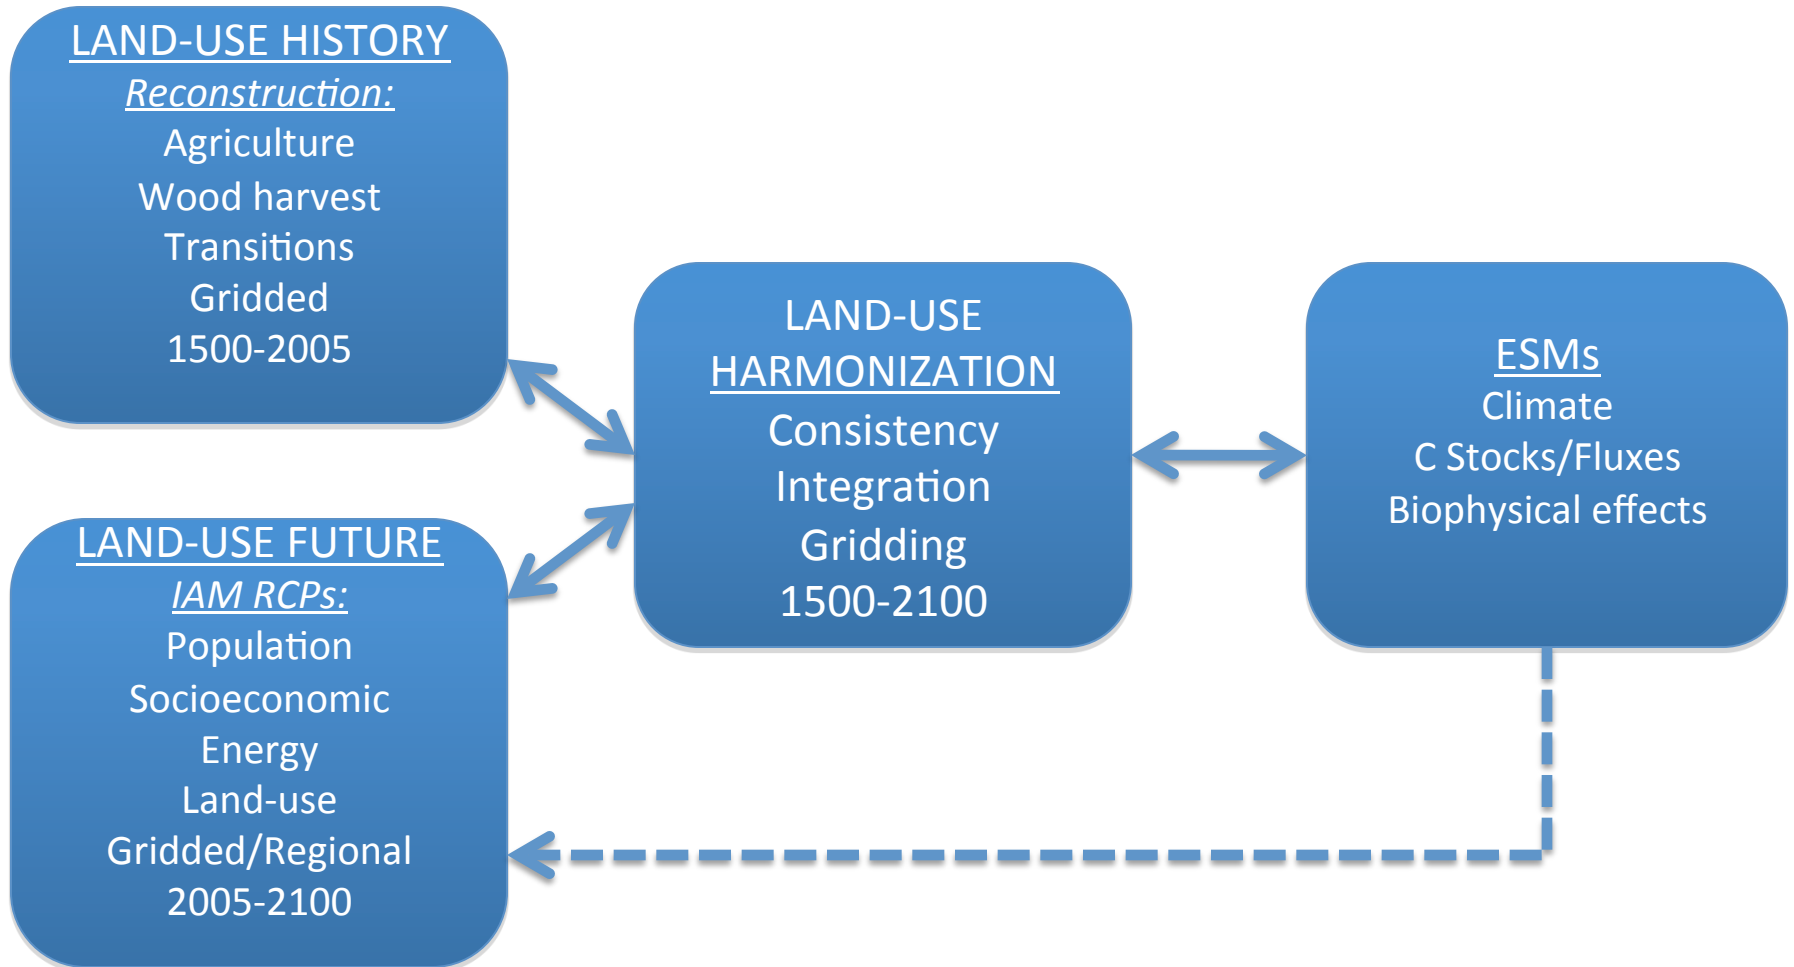 LAND-USE HISTORY
Reconstruction:
Agriculture
Wood harvest
Transitions
Gridded
1500-2005
LAND-USE FUTURE
IAM RCPs:
Population
Socioeconomic
Energy
Land-use
Gridded/Regional
2005-2100
LAND-USE
HARMONIZATION
Consistency
Integration
Gridding
1500-2100
ESMs
Climate
C Stocks/Fluxes
Biophysical effects